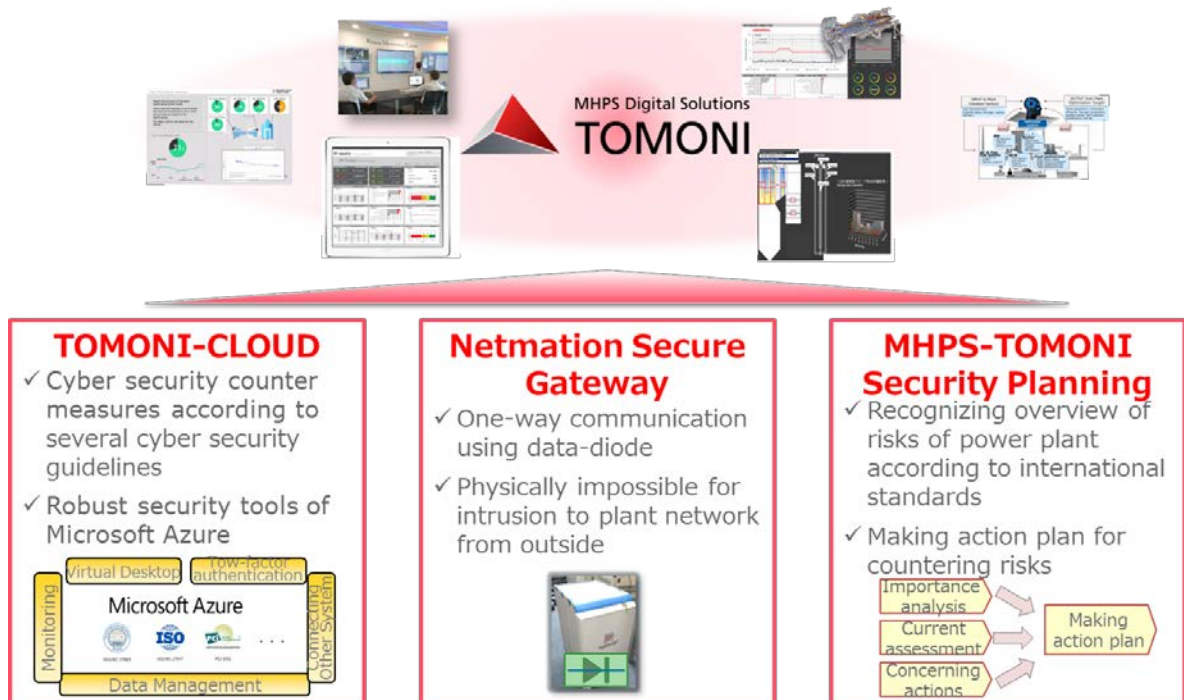 MHPS Digital Solutions
TOMONI
TOMONI-CLOUD
✓ Cyber security counter
measures according to
several cyber security
guidelines
✓ Robust security tools of
Microsoft Azure
Virtual Desktop
Tow-factor
authentication
Monitoring
Microsoft Azure
ISO
. . .
Connecting
Other System
Data Management
Netmation Secure
Gateway
✓ One-way communication
using data-diode
✓ Physically impossible for
intrusion to plant network
from outside
MHPS-TOMONI
Security Planning
✓ Recognizing overview of
risks of power plant
according to international
standards
✓ Making action plan for
countering risks
Importance
analysis
Current
assessment
Concerning
actions
Making
action plan